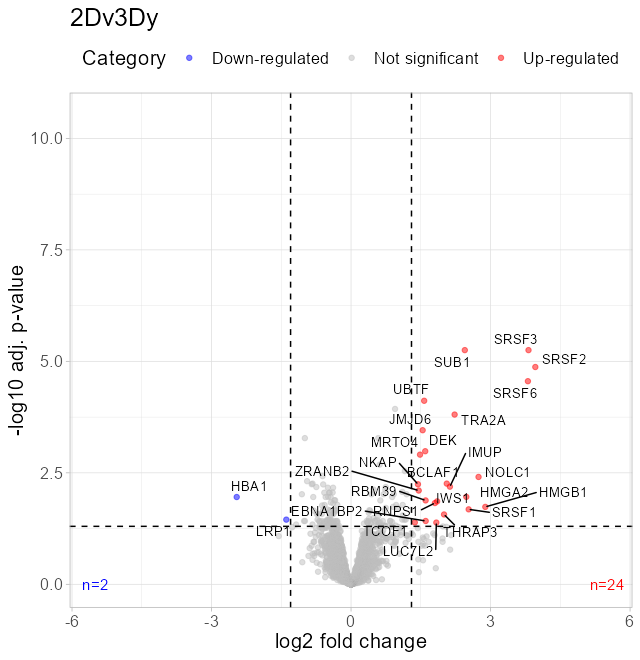 2Dv3Dy
Category Down-regulated Not significant Up-regulated
10.0
7.5
5.0
2.5
0.0
-log10 adj. p-value
SRSF3
SUB1
SRSF2
UBTF
SRSF6
JMJD6
TRA2A
MRTO4
DEK
NKAP
IMUP
ZRANB2
BCLAF1
NOLC1
HBA1
RBM39
IWS1
HMGA2
HMGB1
EBNA1BP2
RNPS1
SRSF1
LRP1
TCOF1
THRAP3
LUC7L2
n=2
n=24
-6
-3
0
3
6
log2 fold change